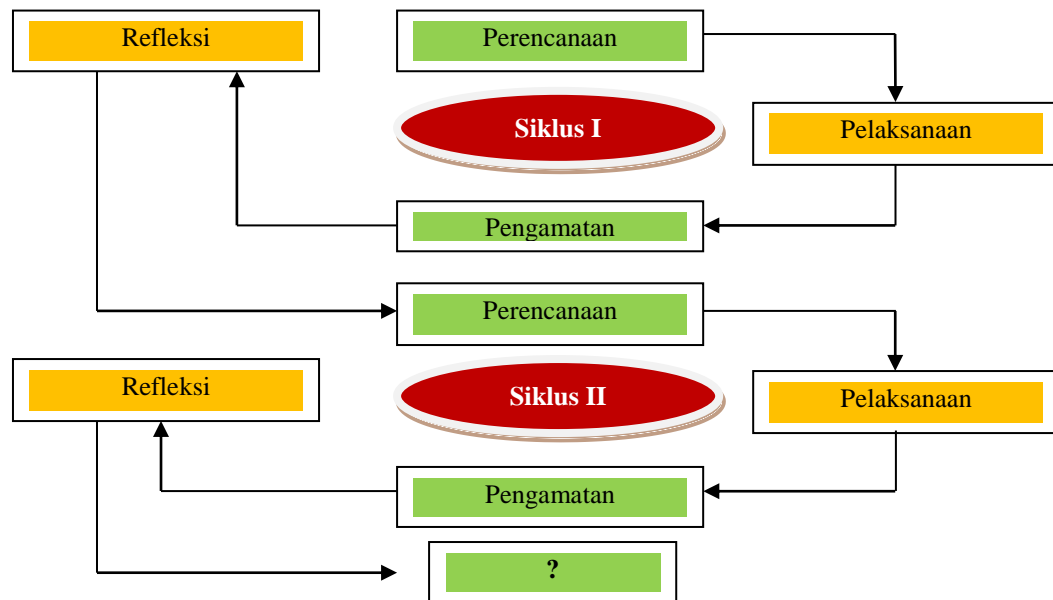 Refleksi
Perencanaan
Siklus I
Pelaksanaan
Pengamatan
Perencanaan
Refleksi
Siklus II
Pelaksanaan
Pengamatan
?